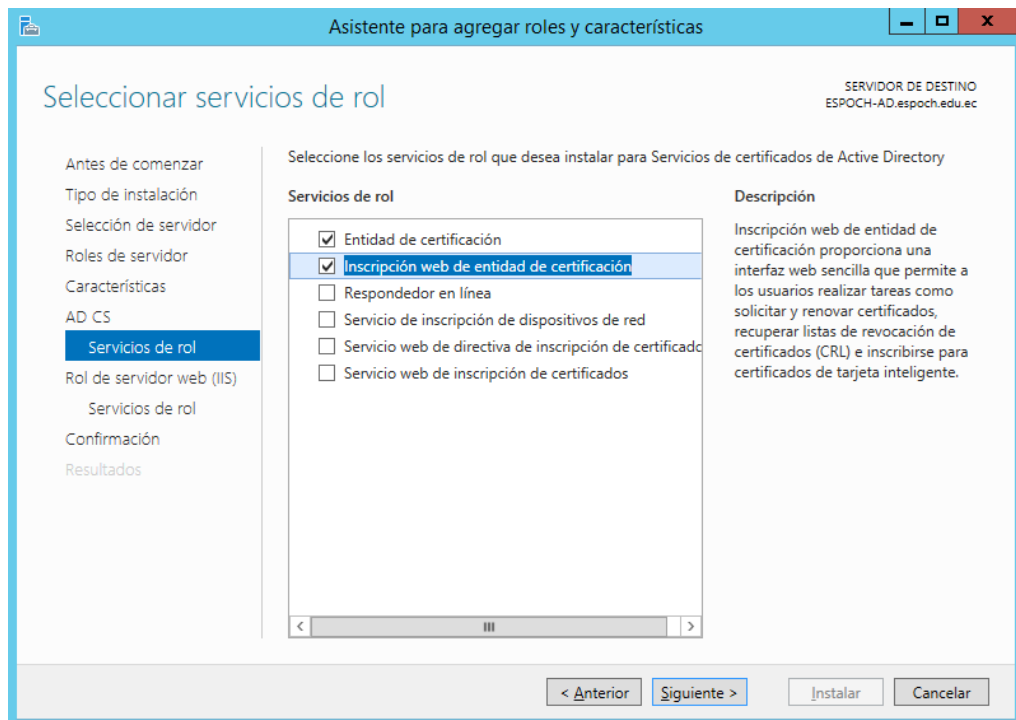 Asistente para agregar roles y características
Seleccionar servicios de rol
SERVIDOR DE DESTINO
ESPOCH-AD.espoch.edu.ec
Antes de comenzar
Tipo de instalación
Selección de servidor
Roles de servidor
Características
AD CS
Servicios de rol
Rol de servidor web (IIS)
Servicios de rol
Confirmación
Resultados
Seleccione los servicios de rol que desea instalar para Servicios de certificados de Active Directory
Servicios de rol
Entidad de certificación
Inscripción web de entidad de certificación
Respondedor en línea
Servicio de inscripción de dispositivos de red
Servicio web de directiva de inscripción de certificadc
Servicio web de inscripción de certificados
Descripción
Inscripción web de entidad de
certificación proporciona una
interfaz web sencilla que permite a
los usuarios realizar tareas como
solicitar y renovar certificados,
recuperar listas de revocación de
certificados (CRL) e inscribirse para
certificados de tarjeta inteligente.
< Anterior
Siguiente >
Instalar
Cancelar